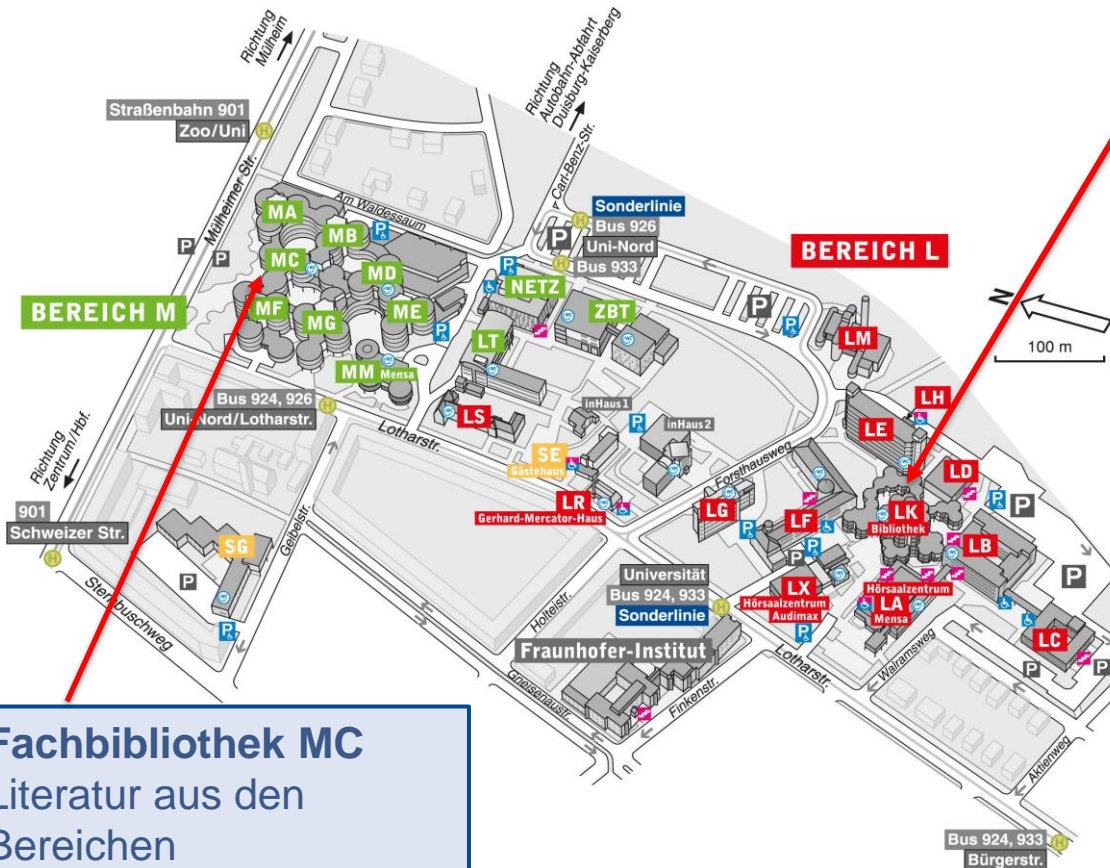 Richtung
Mülheim
Straßenbahn 901
Zoo/Uni
Mülheimer Str.
Richtung
Autobahn-Abfahrt
Duisburg-Kaiserberg
Carl-Benz-Str.
Am Waldessaum
Sonderlinie
Bus 926
Uni-Nord
Bus 933
P
P
P
P
BEREICH L
BEREICH M
MA
MB
MC
MD
ME
MF
MG
MM Mensa
NETZ
ZBT
LT
LS
LM
N
100 m
Bus 924, 926
Uni-Nord/Lotharstr.
Lotharstr.
inHaus 1
inHaus 2
SE
Gästehaus
LR
Gerhard-Mercator-Haus
Forsthausweg
LH
LE
LD
LG
LF
LK
Bibliothek
LB
P
P
Richtung
Zentrum/Hbf.
901
Schweizer Str.
SG
P
Geibelstr.
Sternbuschweg
Holteistr.
Gneisenaustr.
Universität
Bus 924, 933
Sonderlinie
Fraunhofer-Institut
Finkenstr.
P
LX
Hörsaalzentrum
Audimax
Hörsaalzentrum
LA
Mensa
LC
P
P
Lotharstr.
Walramsweg
Aktienweg
Bus 924, 933
Bürgerstr.
Fachbibliothek MC
Literatur aus den
Bereichen